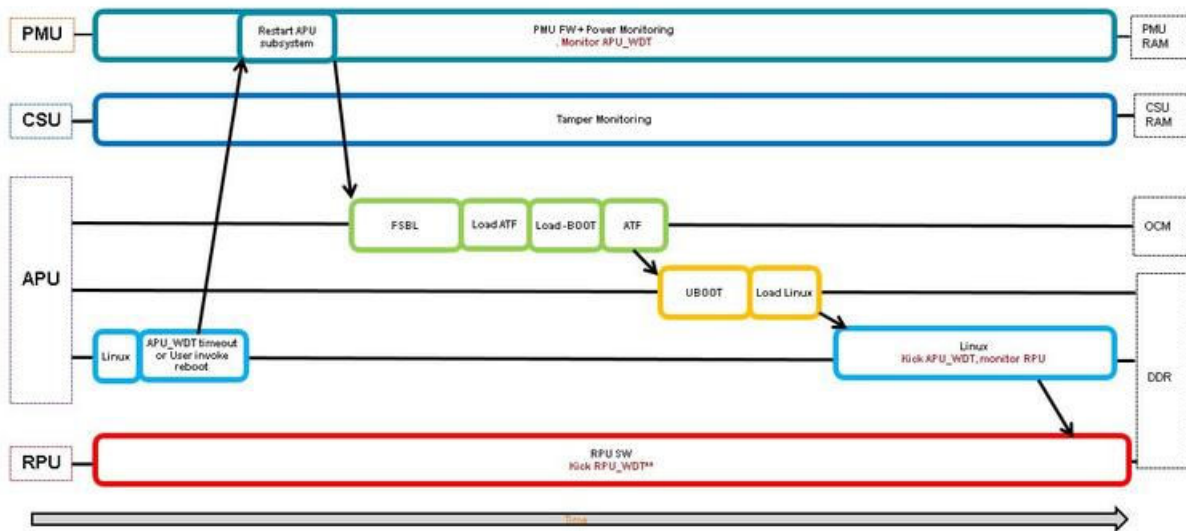 PMU
Restart APU
subsystem
PMU FW + Power Monitoring
. Monitor APU_WDT
PMU
RAM
CSU
Tamper Monitoring
CSU
RAM
APU
FSBL
Load ATF
Load -BOOT
ATF
OCM
UBOOT
Load Linux
Linux
APU_WDT timeout
or User invoke
reboot
Linux
Kick APU_WDT, monitor RPU
DDR
RPU
RPU SW
Kick RPU_WDT**
Time